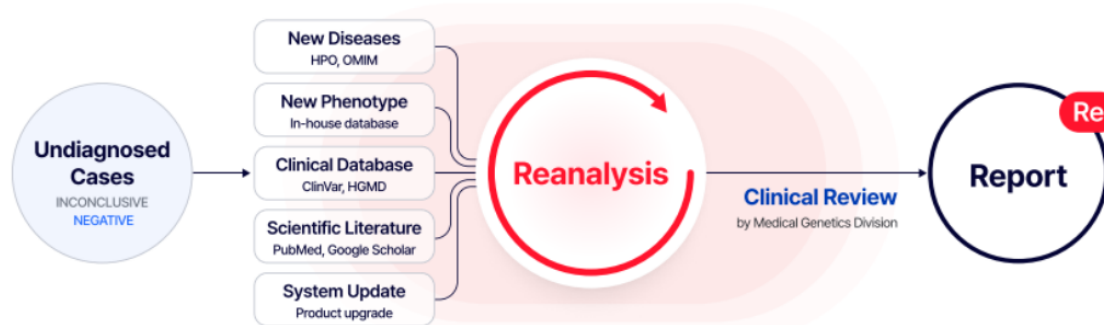 New Diseases
HPO, OMIM
New Phenotype
In-house database
Undiagnosed
Cases
INCONCLUSIVE
NEGATIVE
Clinical Database
ClinVar, HGMD
Scientific Literature
PubMed, Google Scholar
System Update
Product upgrade
Reanalysis
Clinical Review
by Medical Genetics Division
Re
Report